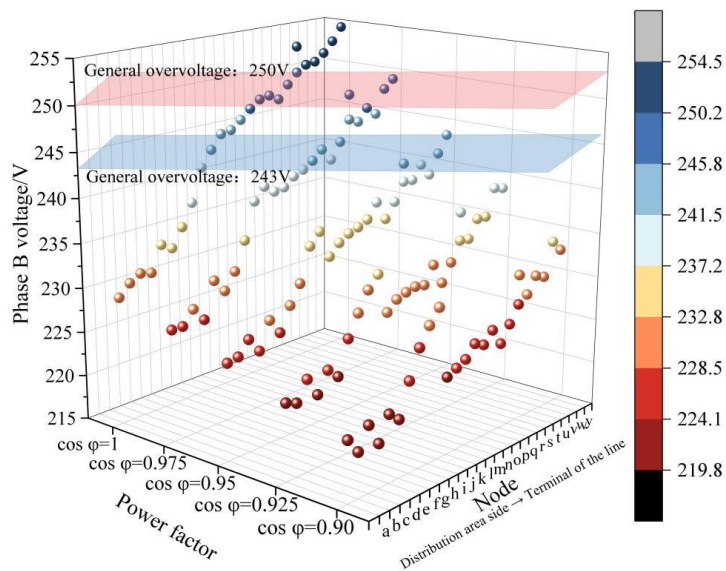 255
General overvoltage：250V
250
245
General overvoltage：243V
240
235
230
225
220
215
Phase B voltage/V
cos φ=1
cos φ=0.975
cos φ=0.95
cos φ=0.925
cos φ=0.90
Power factor
a b c d e f g h i j k l m n o p q r s t u v w y
Node
Distribution area side → Terminal of the line
254.5
250.2
245.8
241.5
237.2
232.8
228.5
224.1
219.8